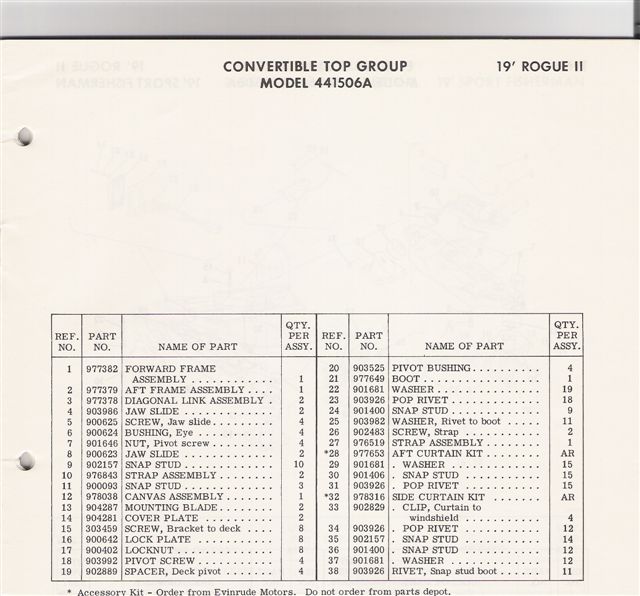 CONVERTIBLE TOP GROUP 19' ROGUE II
MODEL 441506A
REF. NO. PART NO. NAME OF PART QTY. PER ASSY. REF. NO. PART NO. NAME OF PART QTY. PER ASSY.
1 977382 FORWARD FRAME 20 903525 PIVOT BUSHING . . . . . . . . . . 4
ASSEMBLY . . . . . . . . . . . . 1 21 977649 BOOT . . . . . . . . . . . . . . . . . . 1
2 977379 AFT FRAME ASSEMBLY . . . . 1 22 901681 WASHER . . . . . . . . . . . . . . . . 19
3 977378 DIAGONAL LINK ASSEMBLY . 2 23 903926 POP RIVET . . . . . . . . . . . . . . 18
4 903986 JAW SLIDE . . . . . . . . . . . . . . 2 24 901400 SNAP STUD . . . . . . . . . . . . . . 9
5 900625 SCREW, Jaw slide . . . . . . . . . 4 25 903982 WASHER, Rivet to boot . . . . . 11
6 900624 BUSHING, Eye . . . . . . . . . . . . 4 26 902483 SCREW, Strap . . . . . . . . . . . . 2
7 901646 NUT, Pivot screw . . . . . . . . . . 4 27 976519 STRAP ASSEMBLY . . . . . . . . 1
8 900623 JAW SLIDE . . . . . . . . . . . . . . 2 *28 977653 AFT CURTAIN KIT . . . . . . . . AR
9 902157 SNAP STUD . . . . . . . . . . . . . . 10 29 901681 . WASHER . . . . . . . . . . . . . . 15
10 976843 STRAP ASSEMBLY . . . . . . . . 2 30 901406 . SNAP STUD . . . . . . . . . . . . 15
11 900093 SNAP STUD . . . . . . . . . . . . . . 3 31 903926 . POP RIVET . . . . . . . . . . . . 15
12 978038 CANVAS ASSEMBLY . . . . . . . 1 *32 978316 SIDE CURTAIN KIT . . . . . . . AR
13 904287 MOUNTING BLADE . . . . . . . . 2 33 902829 . CLIP, Curtain to
14 904281 COVER PLATE . . . . . . . . . . . 2 windshield . . . . . . . . . . . . 4
15 303459 SCREW, Bracket to deck . . . . 8 34 903926 . POP RIVET . . . . . . . . . . . . 12
16 900642 LOCK PLATE . . . . . . . . . . . . 8 35 902157 . SNAP STUD . . . . . . . . . . . . 14
17 900402 LOCKNUT . . . . . . . . . . . . . . . 8 36 901400 . SNAP STUD . . . . . . . . . . . . 12
18 903992 PIVOT SCREW . . . . . . . . . . . . 4 37 901681 . WASHER . . . . . . . . . . . . . . 12
19 902889 SPACER, Deck pivot . . . . . . . . 4 38 903926 RIVET, Snap stud boot . . . . . . 11
* Accessory Kit - Order from Evinrude Motors. Do not order from parts depot.